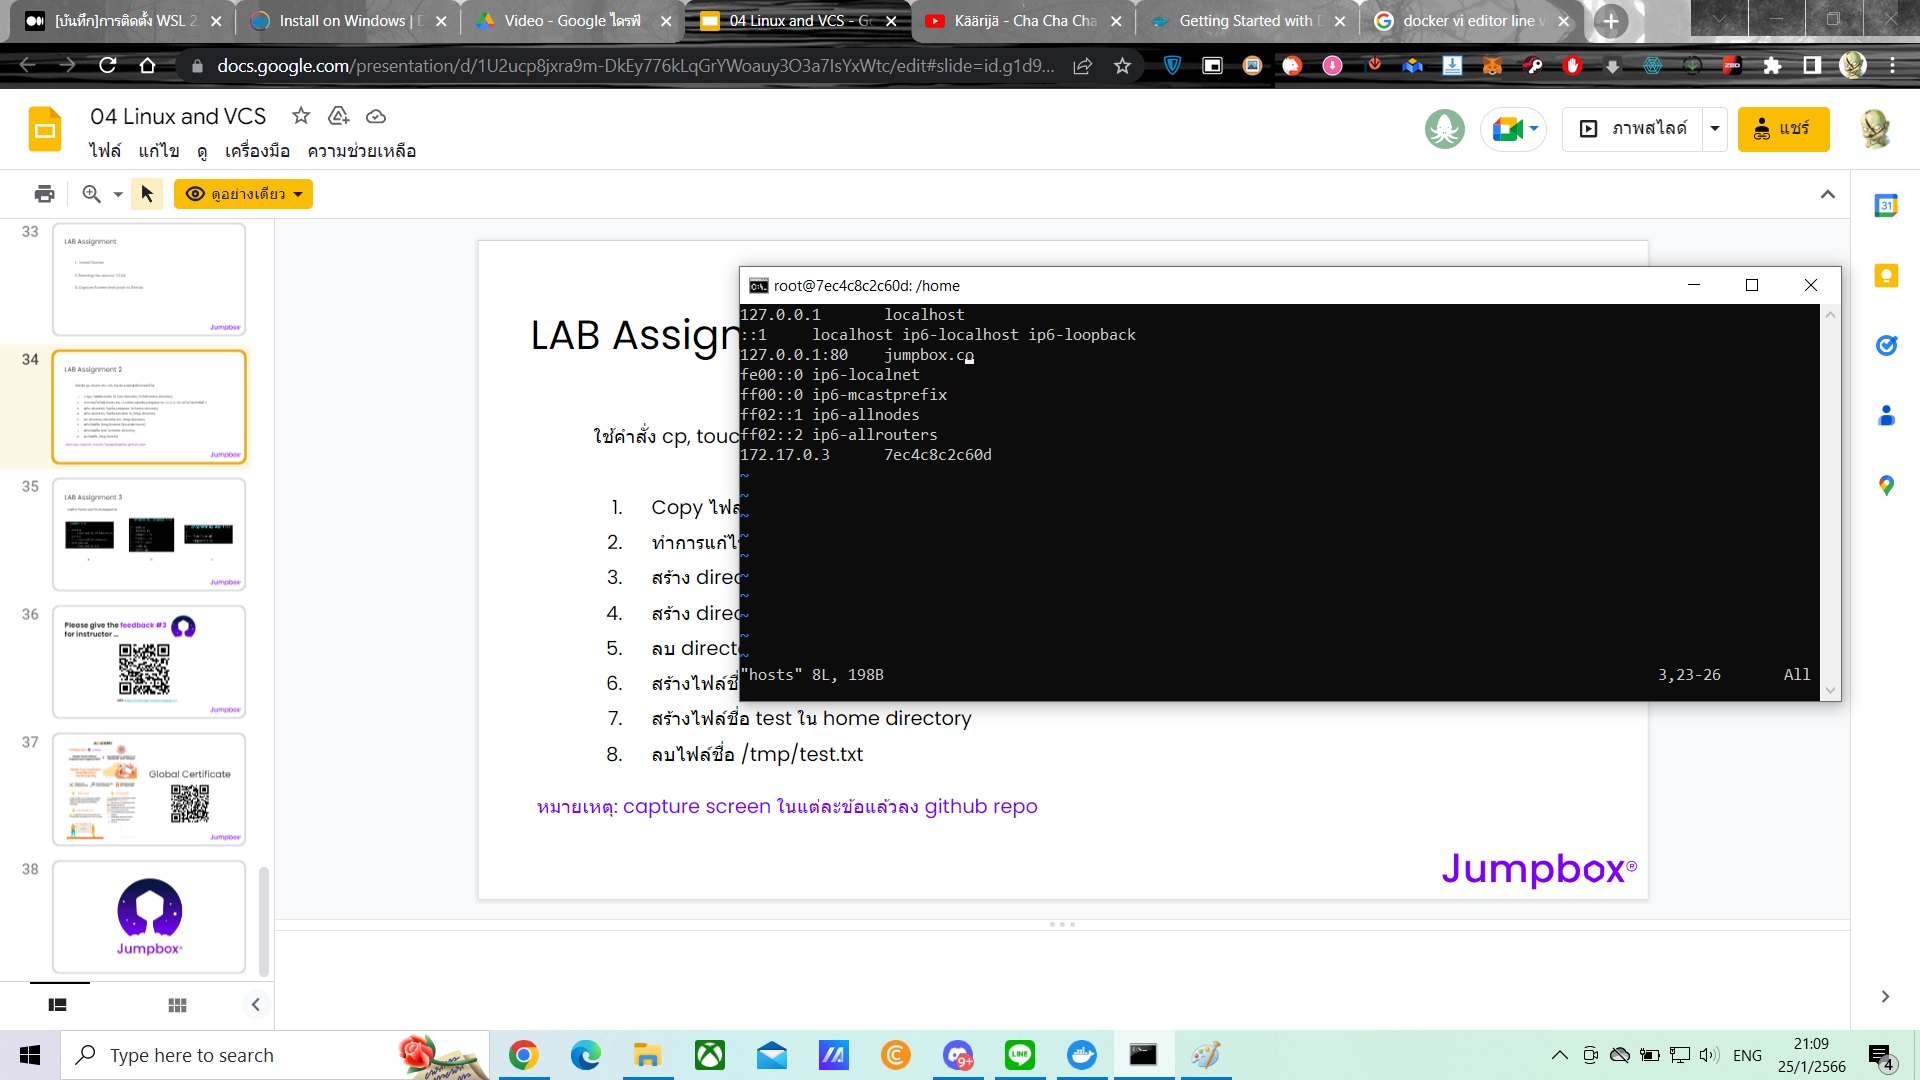 [บันทึก]การติดตั้ง WSL 2
Install on Windows | D
Video - Google ไดรฟ์
04 Linux and VCS - Go
Käärijä - Cha Cha Cha
Getting Started with D
docker vi editor line v
docs.google.com/presentation/d/1U2ucp8jxra9m-DkEy776kLqGrYWoauy3O3a7IsYxWtc/edit#slide=id.g1d9...
04 Linux and VCS
ไฟล์ แก้ไข ดู เครื่องมือ ความช่วยเหลือ
ภาพสไลด์
แชร์
ดูอย่างเดียว
31
33
LAB Assignment
Jumpbox
34
LAB Assignment 2
Jumpbox
35
LAB Assignment 3
Jumpbox
36
Please give the feedback #3
for instructor ...
Jumpbox
37
Global Certificate
Jumpbox
38
Jumpbox
LAB Assign
ใช้คำสั่ง cp, touc
1. Copy ไฟล
2. ทำการแก้ไ
3. สร้าง direc
4. สร้าง direc
5. ลบ directo
6. สร้างไฟล์ชื่
7. สร้างไฟล์ชื่อ test ใน home directory
8. ลบไฟล์ชื่อ /tmp/test.txt
หมายเหตุ: capture screen ในแต่ละข้อแล้วลง github repo
Jumpbox®
root@7ec4c8c2c60d: /home
127.0.0.1 localhost
::1 localhost ip6-localhost ip6-loopback
127.0.0.1:80 jumpbox.co
fe00::0 ip6-localnet
ff00::0 ip6-mcastprefix
ff02::1 ip6-allnodes
ff02::2 ip6-allrouters
172.17.0.3 7ec4c8c2c60d
~
~
~
~
~
~
~
~
~
~
"hosts" 8L, 198B 3,23-26 All
Type here to search
9+
LINE
ENG
21:09
25/1/2566
4